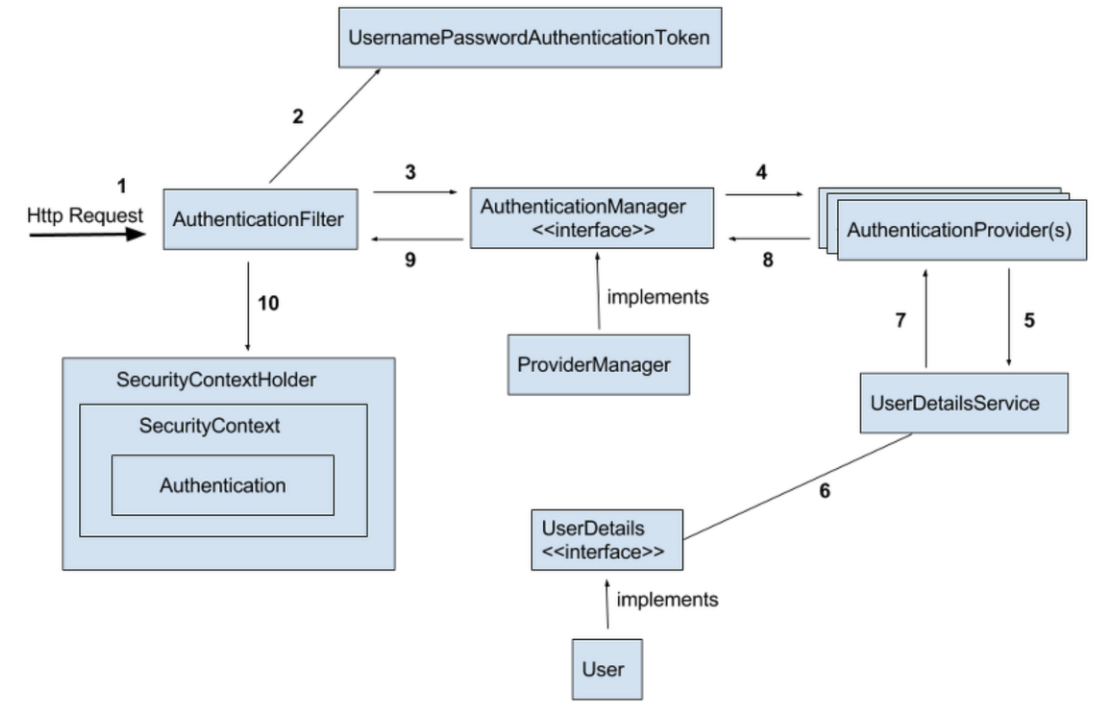 UsernamePasswordAuthenticationToken
2
1
3
4
Http Request
AuthenticationFilter
AuthenticationManager
<<interface>>
AuthenticationProvider(s)
9
8
10
implements
7
5
ProviderManager
SecurityContextHolder
SecurityContext
Authentication
UserDetailsService
6
UserDetails
<<interface>>
implements
User